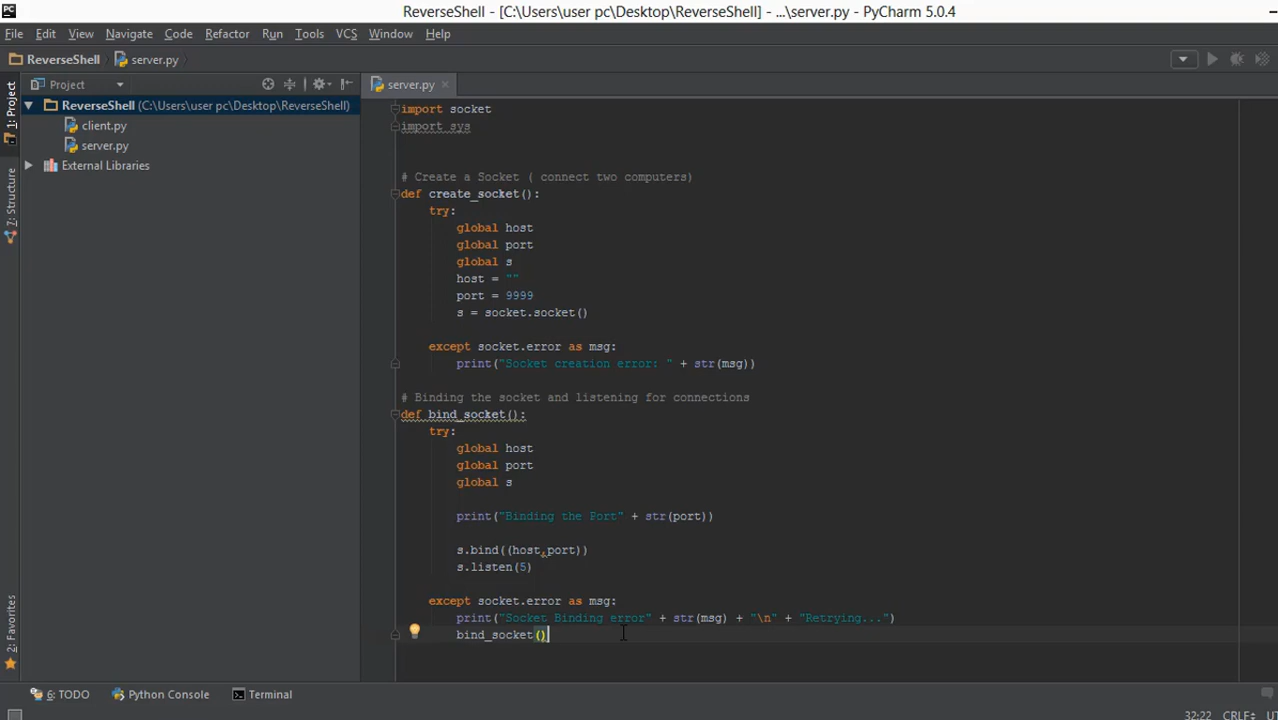 PC
ReverseShell - [C:\Users\user pc\Desktop\ReverseShell] - ...\server.py - PyCharm 5.0.4
File Edit View Navigate Code Refactor Run Tools VCS Window Help
ReverseShell server.py
Project
server.py
1: Project
ReverseShell (C:\Users\user pc\Desktop\ReverseShell)
client.py
server.py
External Libraries
7: Structure
2: Favorites
import socket
import sys
# Create a Socket ( connect two computers)
def create_socket():
try:
global host
global port
global s
host = ""
port = 9999
s = socket.socket()
except socket.error as msg:
print("Socket creation error: " + str(msg))
# Binding the socket and listening for connections
def bind_socket():
try:
global host
global port
global s
print("Binding the Port" + str(port))
s.bind((host,port))
s.listen(5)
except socket.error as msg:
print("Socket Binding error" + str(msg) + "\n" + "Retrying...")
bind_socket()
6: TODO Python Console Terminal
32:22 CRLF